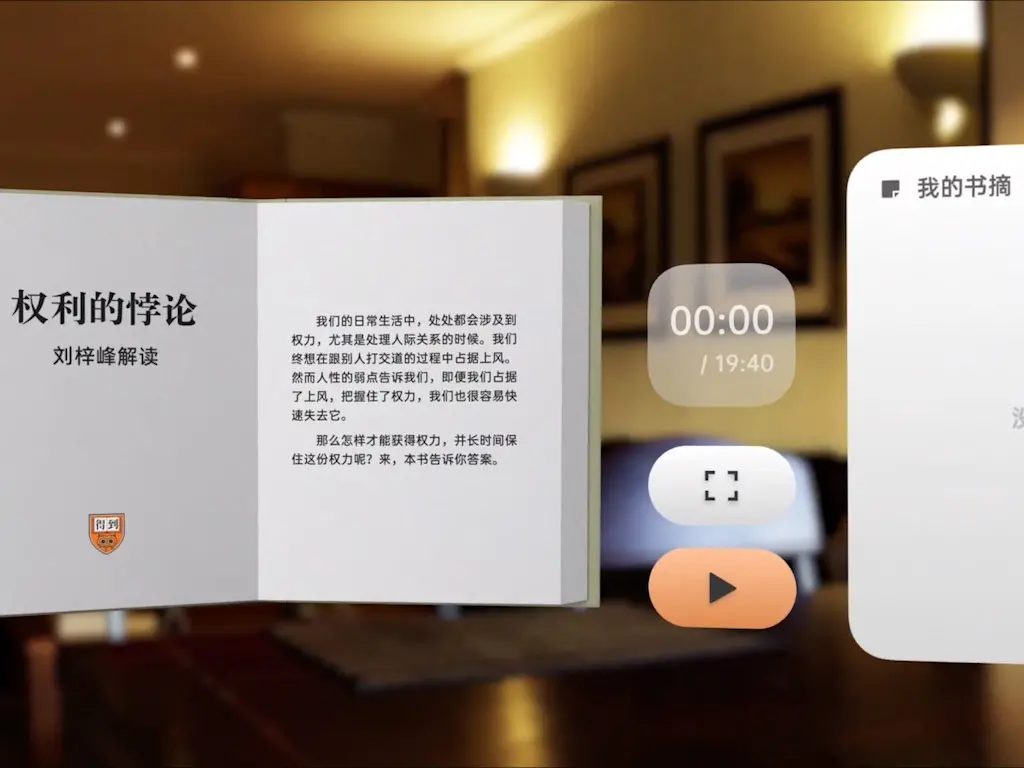 权利的悖论
刘梓峰解读
得到
我们的日常生活中，处处都会涉及到
权力，尤其是处理人际关系的时候。我们
终想在跟别人打交道的过程中占据上风。
然而人性的弱点告诉我们，即便我们占据
了上风，把握住了权力，我们也很容易快
速失去它。
那么怎样才能获得权力，并长时间保
住这份权力呢？来，本书告诉你答案。
00:00
/ 19:40
我的书摘